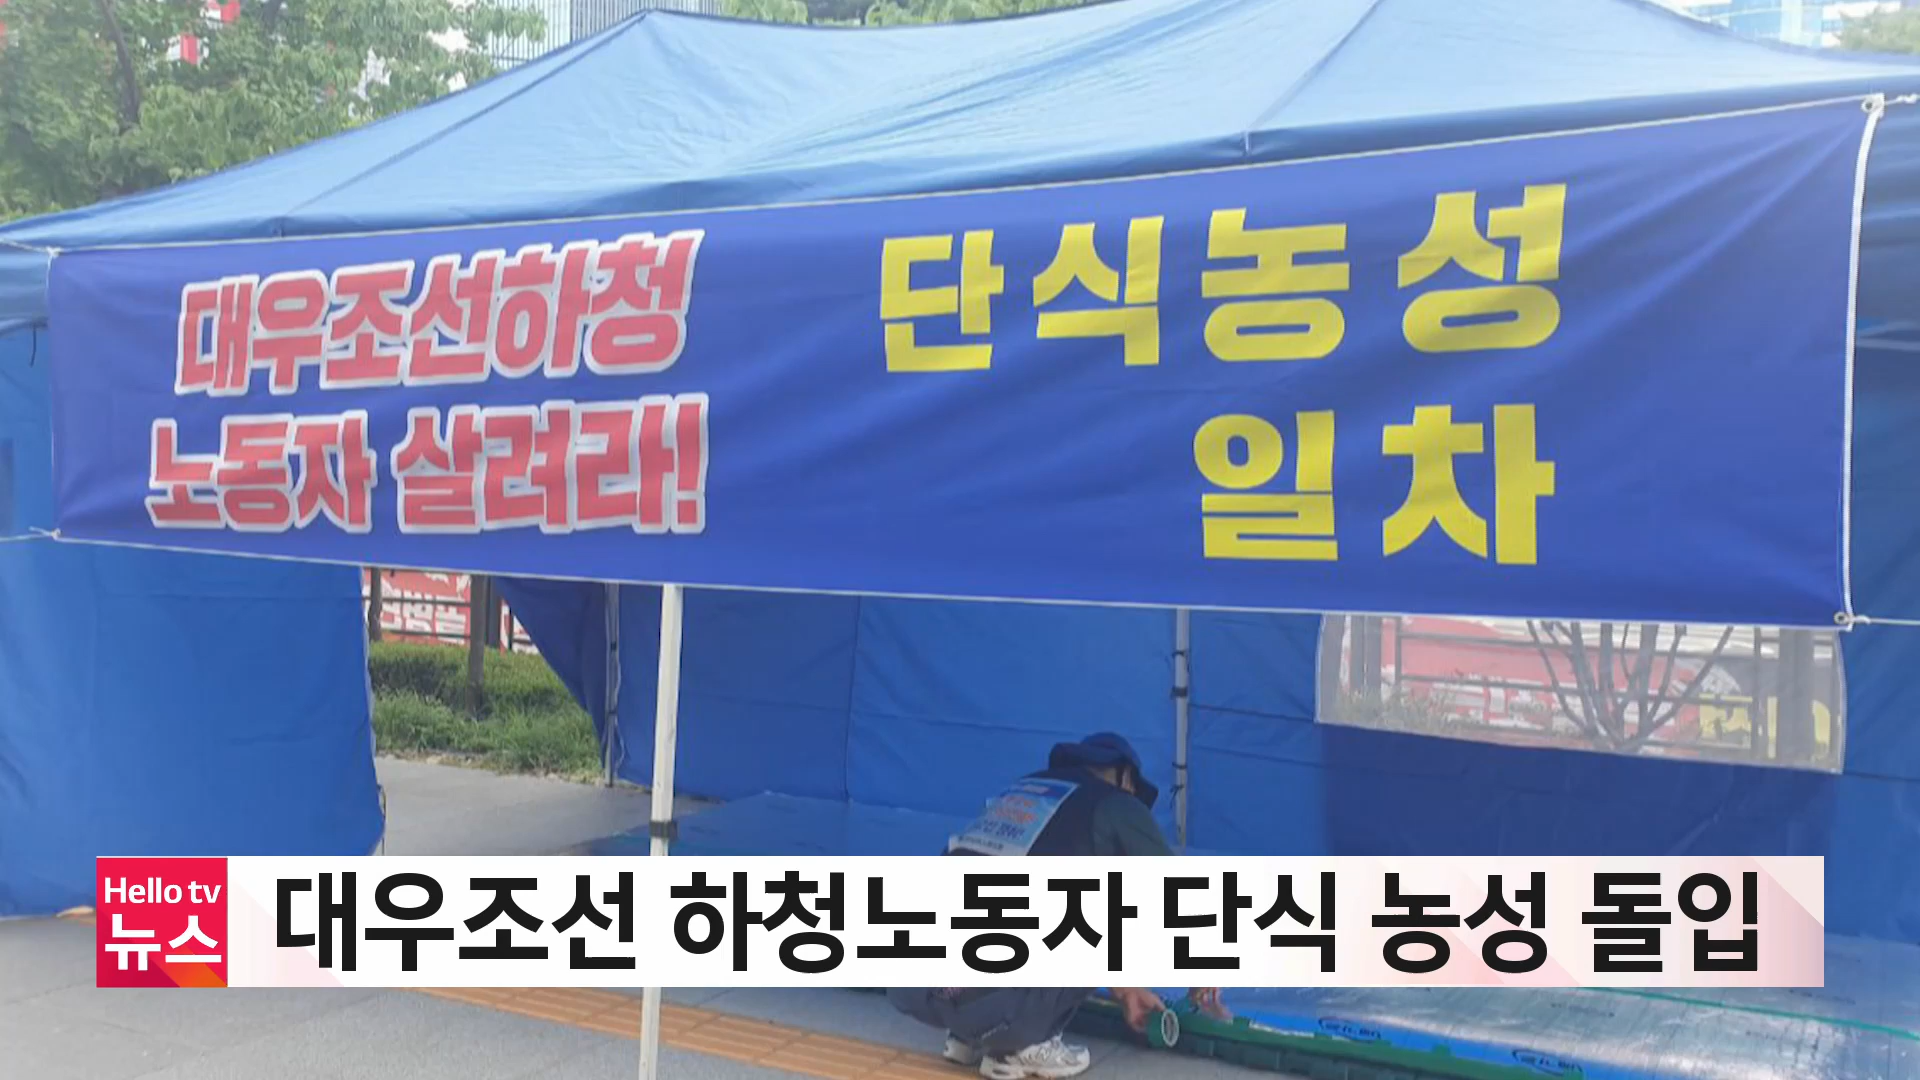 대우조선하청
노동자 살려라!
단식농성
일차
Hello tv
뉴스
대우조선 하청노동자 단식 농성 돌입